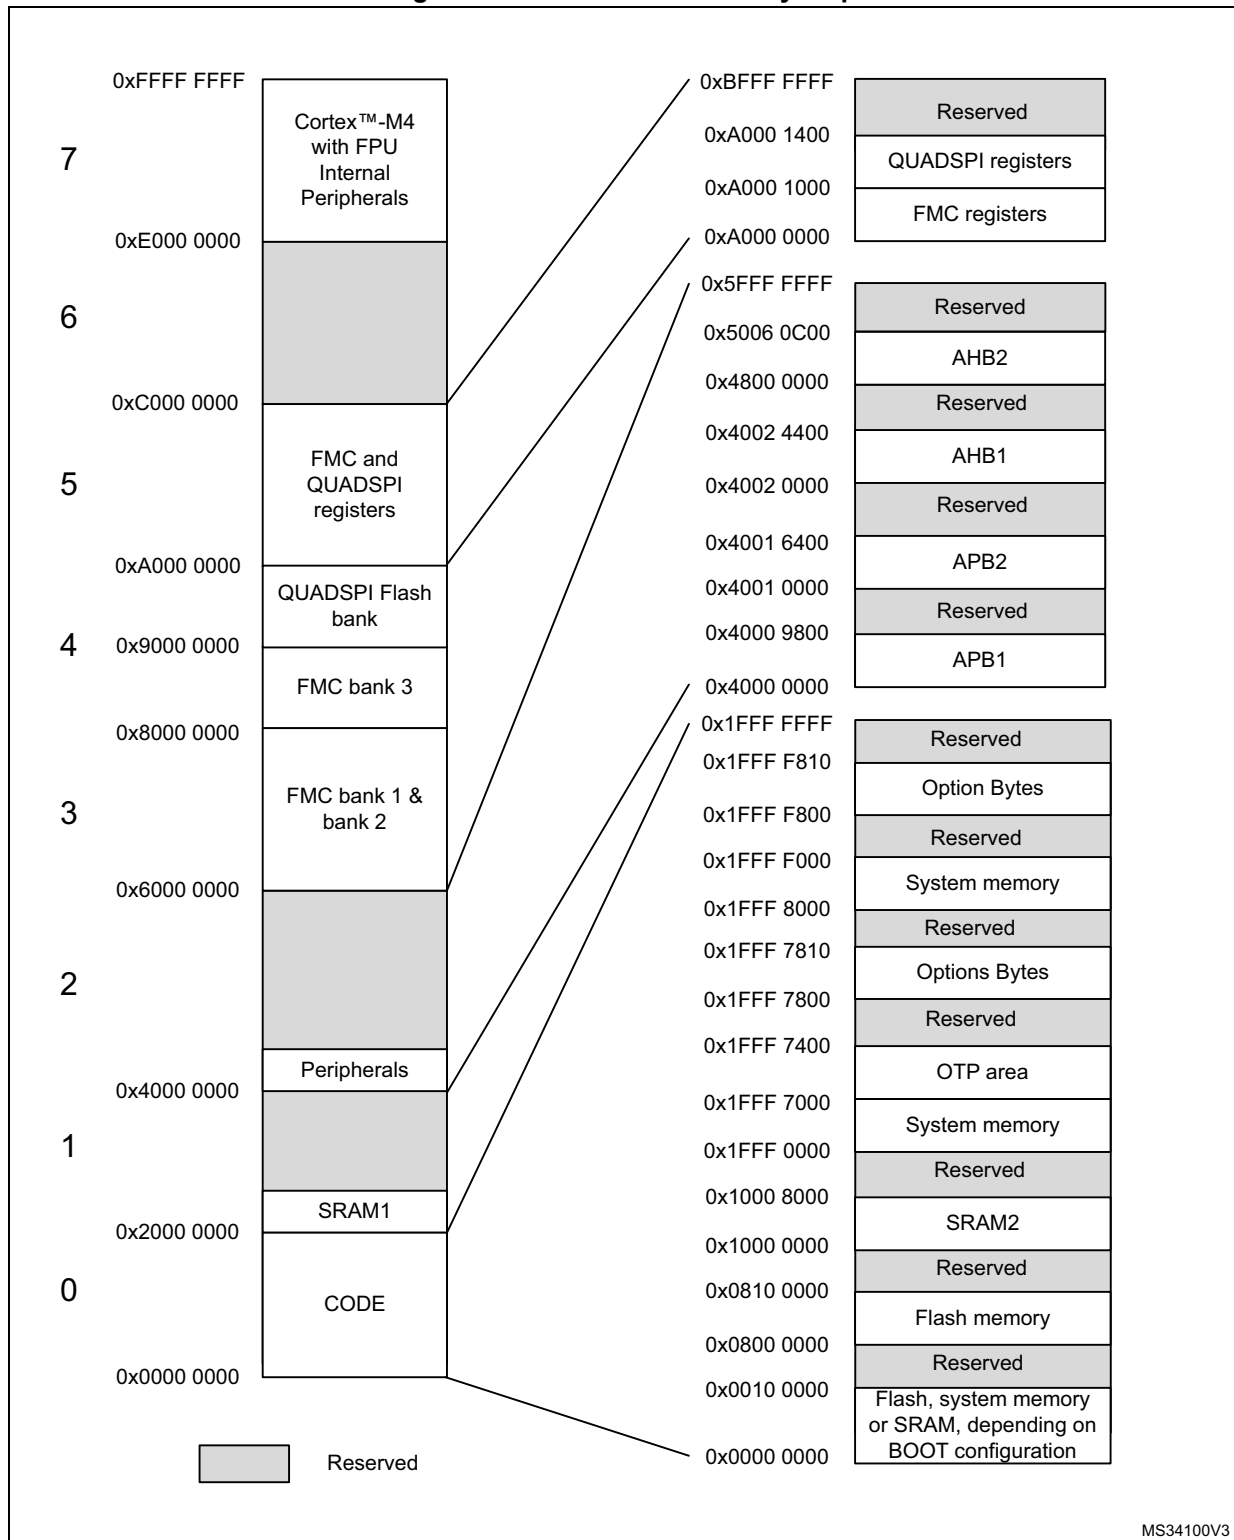 0xFFFF FFFF
Cortex™-M4
with FPU
Internal
Peripherals
7
0xE000 0000
6
0xC000 0000
FMC and
QUADSPI
registers
5
0xA000 0000
QUADSPI Flash
bank
4
0x9000 0000
FMC bank 3
0x8000 0000
FMC bank 1 &
bank 2
3
0x6000 0000
2
Peripherals
0x4000 0000
1
SRAM1
0x2000 0000
0
CODE
0x0000 0000
Reserved
0xBFFF FFFF
Reserved
0xA000 1400
QUADSPI registers
0xA000 1000
FMC registers
0xA000 0000
0x5FFF FFFF
Reserved
0x5006 0C00
AHB2
0x4800 0000
Reserved
0x4002 4400
AHB1
0x4002 0000
Reserved
0x4001 6400
APB2
0x4001 0000
Reserved
0x4000 9800
APB1
0x4000 0000
0x1FFF FFFF
Reserved
0x1FFF F810
Option Bytes
0x1FFF F800
Reserved
0x1FFF F000
System memory
0x1FFF 8000
Reserved
0x1FFF 7810
Options Bytes
0x1FFF 7800
Reserved
0x1FFF 7400
OTP area
0x1FFF 7000
System memory
0x1FFF 0000
Reserved
0x1000 8000
SRAM2
0x1000 0000
Reserved
0x0810 0000
Flash memory
0x0800 0000
Reserved
0x0010 0000
Flash, system memory
or SRAM, depending on
BOOT configuration
0x0000 0000
MS34100V3